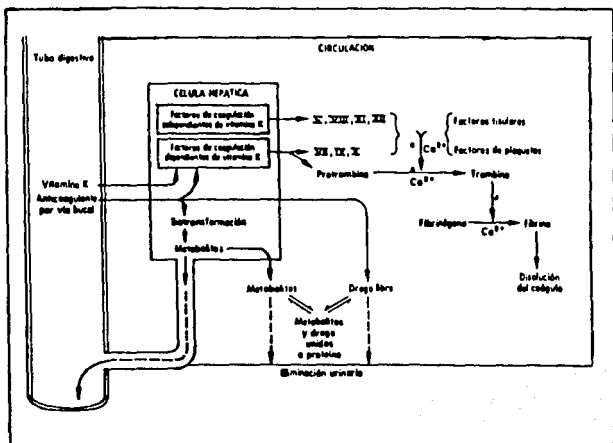 CIRCULACION
Tubo digestivo
CELULA HEPATICA
Factores de coagulación
independientes de vitamina K
V, VIII, XI, XII
Factores tisulares
Ca²⁺
Factores de plaquetas
Factores de coagulación
dependientes de vitamina K
VII, IX, X
Protrombina
Ca²⁺
Trombina
Vitamina K
Anticoagulante
por vía bucal
Biotransformación
Fibrinógeno
Ca²⁺
Fibrina
Metabolitos
Disolución
del coágulo
Metabolitos
Droga libre
Metabolitos
y droga
unidos
a proteína
Eliminación urinaria